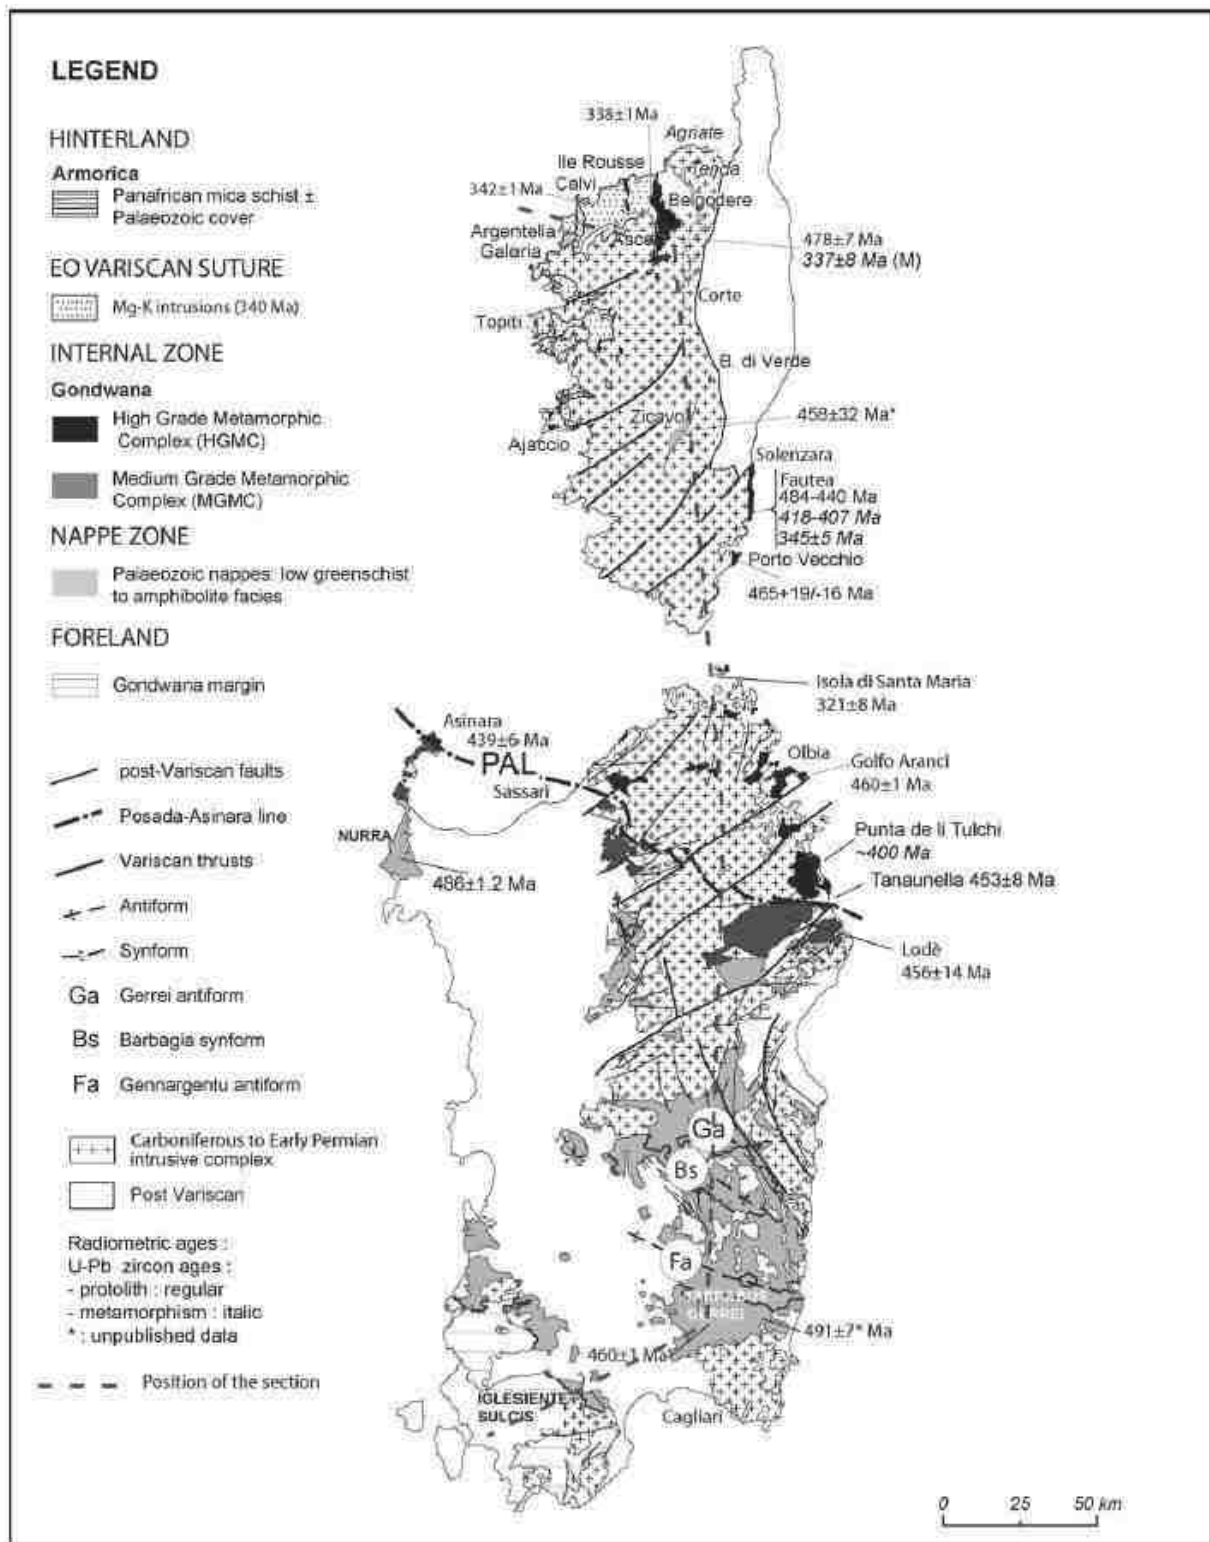 LEGEND
HINTERLAND
Armorica
Panafrican mica schist ±
Palaeozoic cover
EO VARISCAN SUTURE
Mg-K intrusions (340 Ma)
INTERNAL ZONE
Gondwana
High Grade Metamorphic
Complex (HGMC)
Medium Grade Metamorphic
Complex (MGMC)
NAPPE ZONE
Palaeozoic nappes: low greenschist
to amphibolite facies
FORELAND
Gondwana margin
post-Variscan faults
Posada-Asinara line
Variscan thrusts
Antiform
Synform
Ga Gerrei antiform
Bs Barbagia synform
Fa Gennargentu antiform
Carboniferous to Early Permian
intrusive complex
Post Variscan
Radiometric ages :
U-Pb zircon ages :
- protolith : regular
- metamorphism : italic
* : unpublished data
Position of the section
338±1Ma
Agriate
Tenda
Ile Rousse
Calvi
342±1Ma
Belgodere
Argentella
Galeria
Asco
478±7 Ma
337±8 Ma (M)
Corte
Topiti
B. di Verde
Zicavo
458±32 Ma*
Ajaccio
Solenzara
Fautea
484-440 Ma
418-407 Ma
345±5 Ma
Porto Vecchio
465+19/-16 Ma
Isola di Santa Maria
321±8 Ma
Asinara
439±6 Ma
PAL
Sassari
Olbia
Golfo Aranci
460±1 Ma
NURRA
Punta de li Tulchi
~400 Ma
486±1.2 Ma
Tanaunella 453±8 Ma
Lodè
456±14 Ma
Ga
Bs
Fa
491±7* Ma
460±1 Ma
IGLESIENTE
SULCIS
Cagliari
0 25 50 km